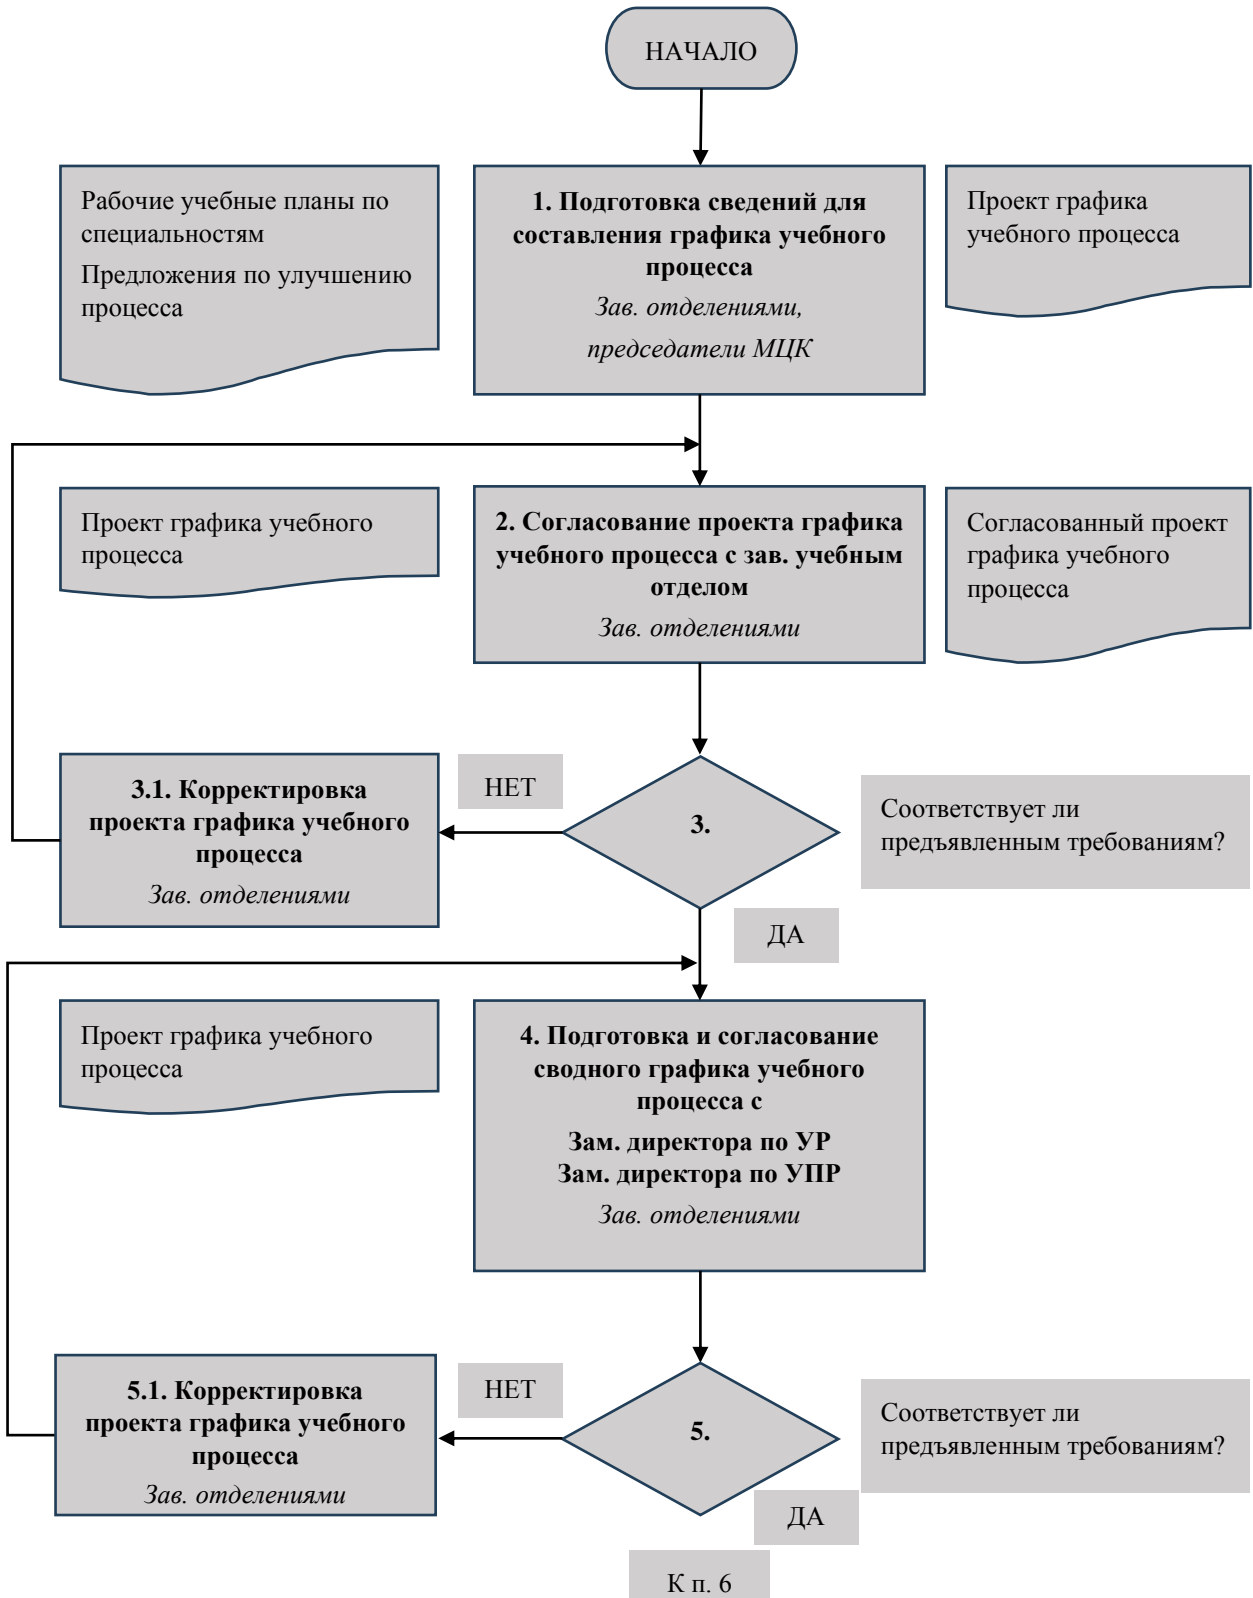 НАЧАЛО
Рабочие учебные планы по
специальностям
Предложения по улучшению
процесса
1. Подготовка сведений для
составления графика учебного
процесса
Зав. отделениями,
председатели МЦК
Проект графика
учебного процесса
Проект графика учебного
процесса
2. Согласование проекта графика
учебного процесса с зав. учебным
отделом
Зав. отделениями
Согласованный проект
графика учебного
процесса
3.1. Корректировка
проекта графика учебного
процесса
Зав. отделениями
НЕТ
3.
Соответствует ли
предъявленным требованиям?
ДА
Проект графика учебного
процесса
4. Подготовка и согласование
сводного графика учебного
процесса с
Зам. директора по УР
Зам. директора по УПР
Зав. отделениями
5.1. Корректировка
проекта графика учебного
процесса
Зав. отделениями
НЕТ
5.
Соответствует ли
предъявленным требованиям?
ДА
К п. 6